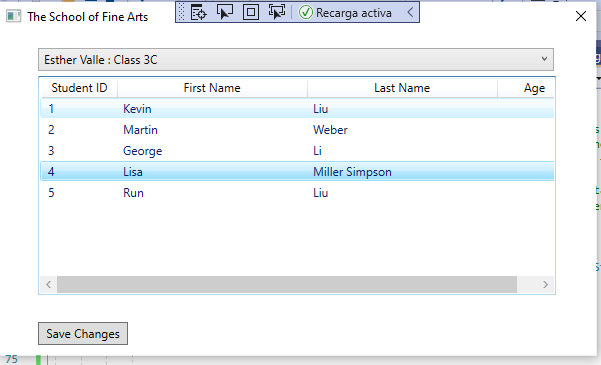 The School of Fine Arts
Recarga activa
Esther Valle : Class 3C
Student ID First Name Last Name Age
1 Kevin Liu
2 Martin Weber
3 George Li
4 Lisa Miller Simpson
5 Run Liu
Save Changes
75